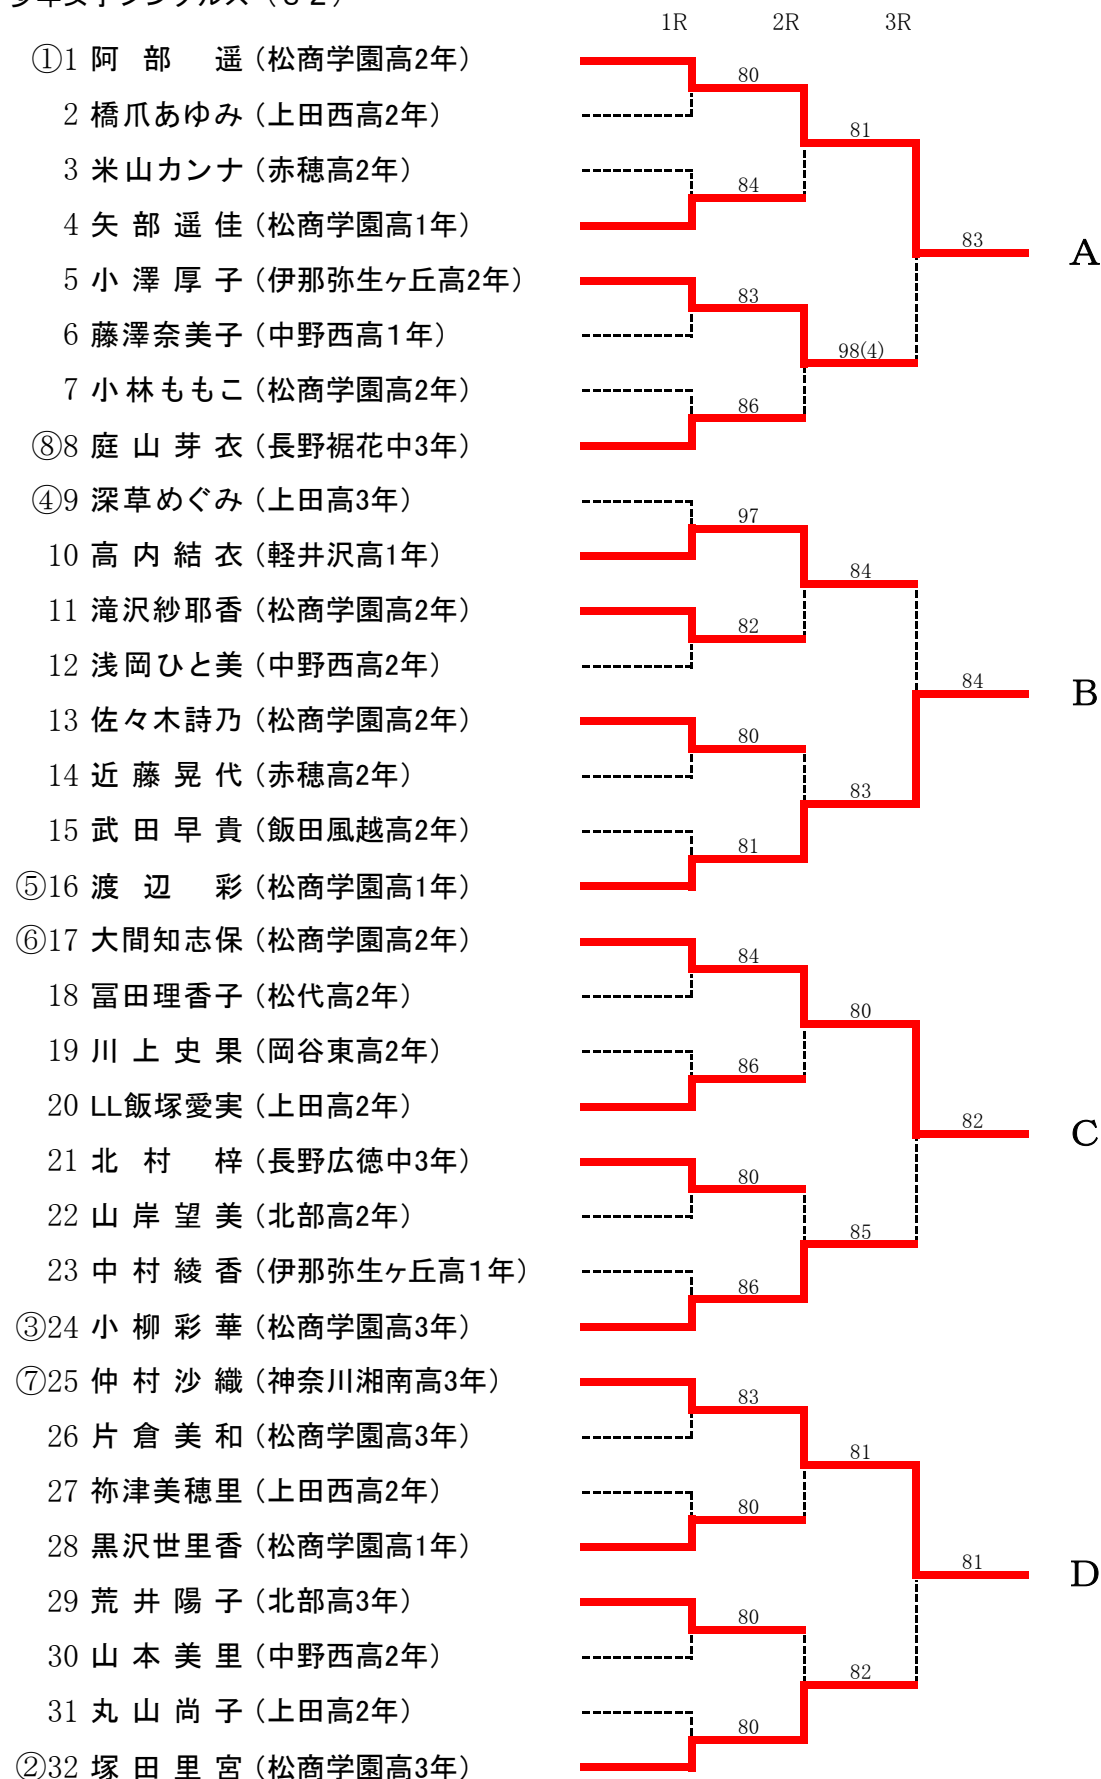 少年女子シングルス（32）
1R 2R 3R
①1 阿部 遥（松商学園高2年）
80
2 橋爪あゆみ（上田西高2年）
81
3 米山カンナ（赤穂高2年）
84
4 矢部遥佳（松商学園高1年）
83 A
5 小澤厚子（伊那弥生ヶ丘高2年）
83
6 藤澤奈美子（中野西高1年）
98(4)
7 小林ももこ（松商学園高2年）
86
⑧8 庭山芽衣（長野裾花中3年）
④9 深草めぐみ（上田高3年）
97
10 高内結衣（軽井沢高1年）
84
11 滝沢紗耶香（松商学園高2年）
82
12 浅岡ひと美（中野西高2年）
84 B
13 佐々木詩乃（松商学園高2年）
80
14 近藤晃代（赤穂高2年）
83
15 武田早貴（飯田風越高2年）
81
⑤16 渡辺 彩（松商学園高1年）
⑥17 大間知志保（松商学園高2年）
84
18 冨田理香子（松代高2年）
80
19 川上史果（岡谷東高2年）
86
20 LL飯塚愛実（上田高2年）
82 C
21 北村 梓（長野広徳中3年）
80
22 山岸望美（北部高2年）
85
23 中村綾香（伊那弥生ヶ丘高1年）
86
③24 小柳彩華（松商学園高3年）
⑦25 仲村沙織（神奈川湘南高3年）
83
26 片倉美和（松商学園高3年）
81
27 祢津美穂里（上田西高2年）
80
28 黒沢世里香（松商学園高1年）
81 D
29 荒井陽子（北部高3年）
80
30 山本美里（中野西高2年）
82
31 丸山尚子（上田高2年）
80
②32 塚田里宮（松商学園高3年）